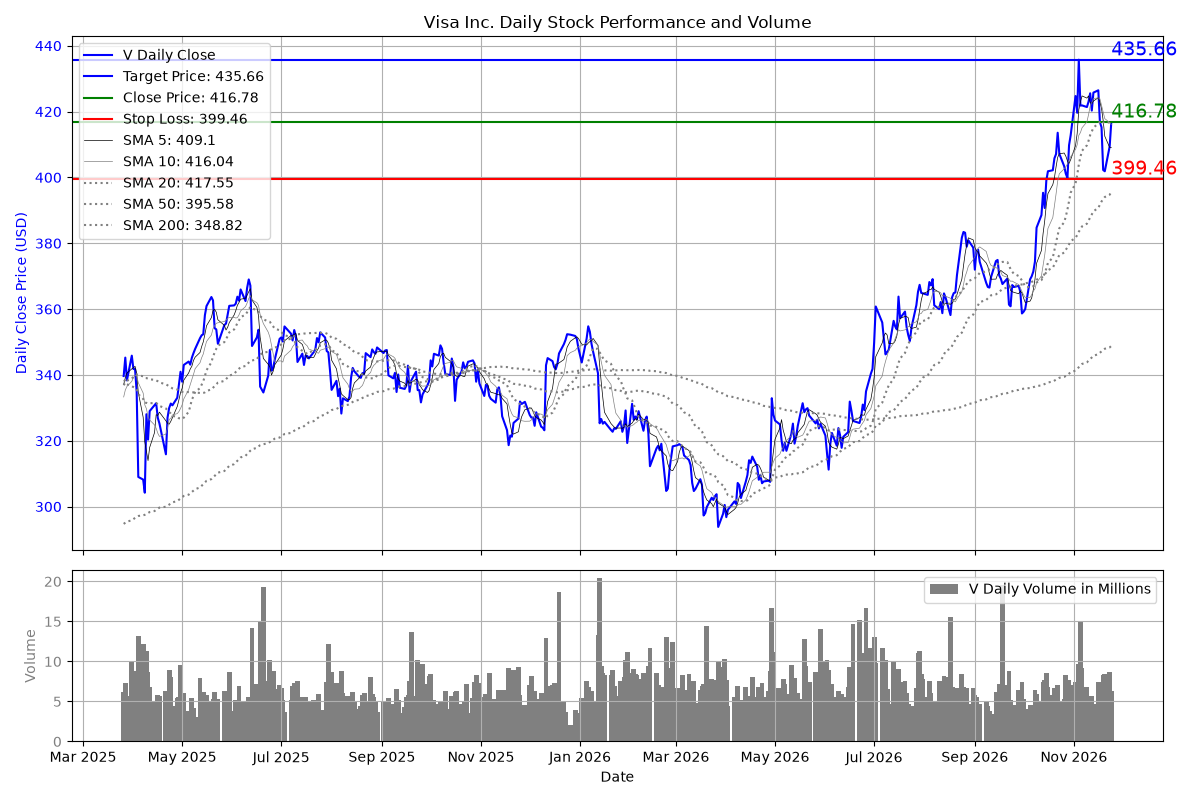 Visa Inc. Daily Stock Performance and Volume
440
420
400
380
360
340
320
300
Daily Close Price (USD)
V Daily Close
Target Price: 435.66
Close Price: 416.78
Stop Loss: 399.46
SMA 5: 409.1
SMA 10: 416.04
SMA 20: 417.55
SMA 50: 395.58
SMA 200: 348.82
435.66
416.78
399.46
20
15
10
5
0
Volume
V Daily Volume in Millions
Mar 2025 May 2025 Jul 2025 Sep 2025 Nov 2025 Jan 2026 Mar 2026 May 2026 Jul 2026 Sep 2026 Nov 2026
Date